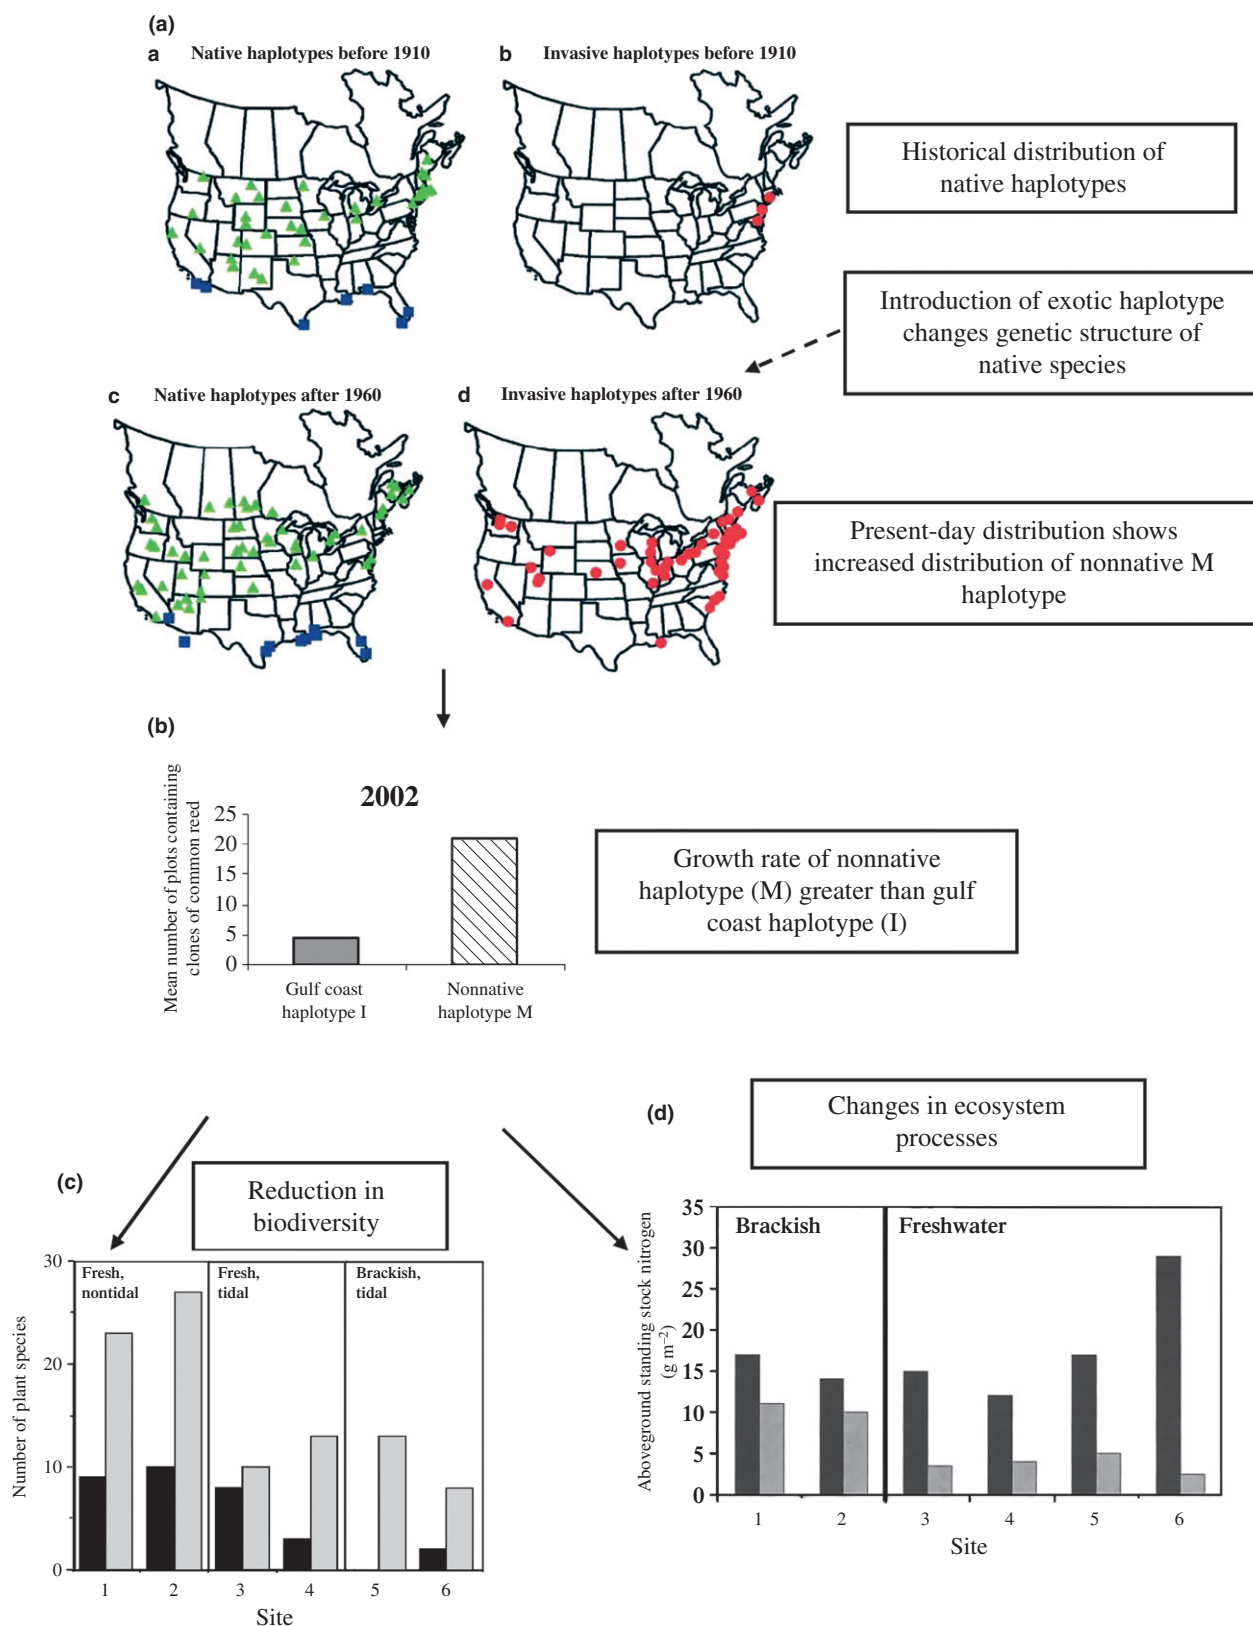 (a)
a Native haplotypes before 1910
b Invasive haplotypes before 1910
Historical distribution of
native haplotypes
Introduction of exotic haplotype
changes genetic structure of
native species
c Native haplotypes after 1960
d Invasive haplotypes after 1960
Present-day distribution shows
increased distribution of nonnative M
haplotype
(b)
Mean number of plots containing
clones of common reed
2002
25
20
15
10
5
0
Gulf coast
haplotype I
Nonnative
haplotype M
Growth rate of nonnative
haplotype (M) greater than gulf
coast haplotype (I)
(c)
Reduction in
biodiversity
Number of plant species
30
20
10
0
Fresh,
nontidal
Fresh,
tidal
Brackish,
tidal
1 2 3 4 5 6
Site
(d)
Changes in ecosystem
processes
Aboveground standing stock nitrogen
(g m⁻²)
35
30
25
20
15
10
5
0
Brackish
Freshwater
1 2 3 4 5 6
Site